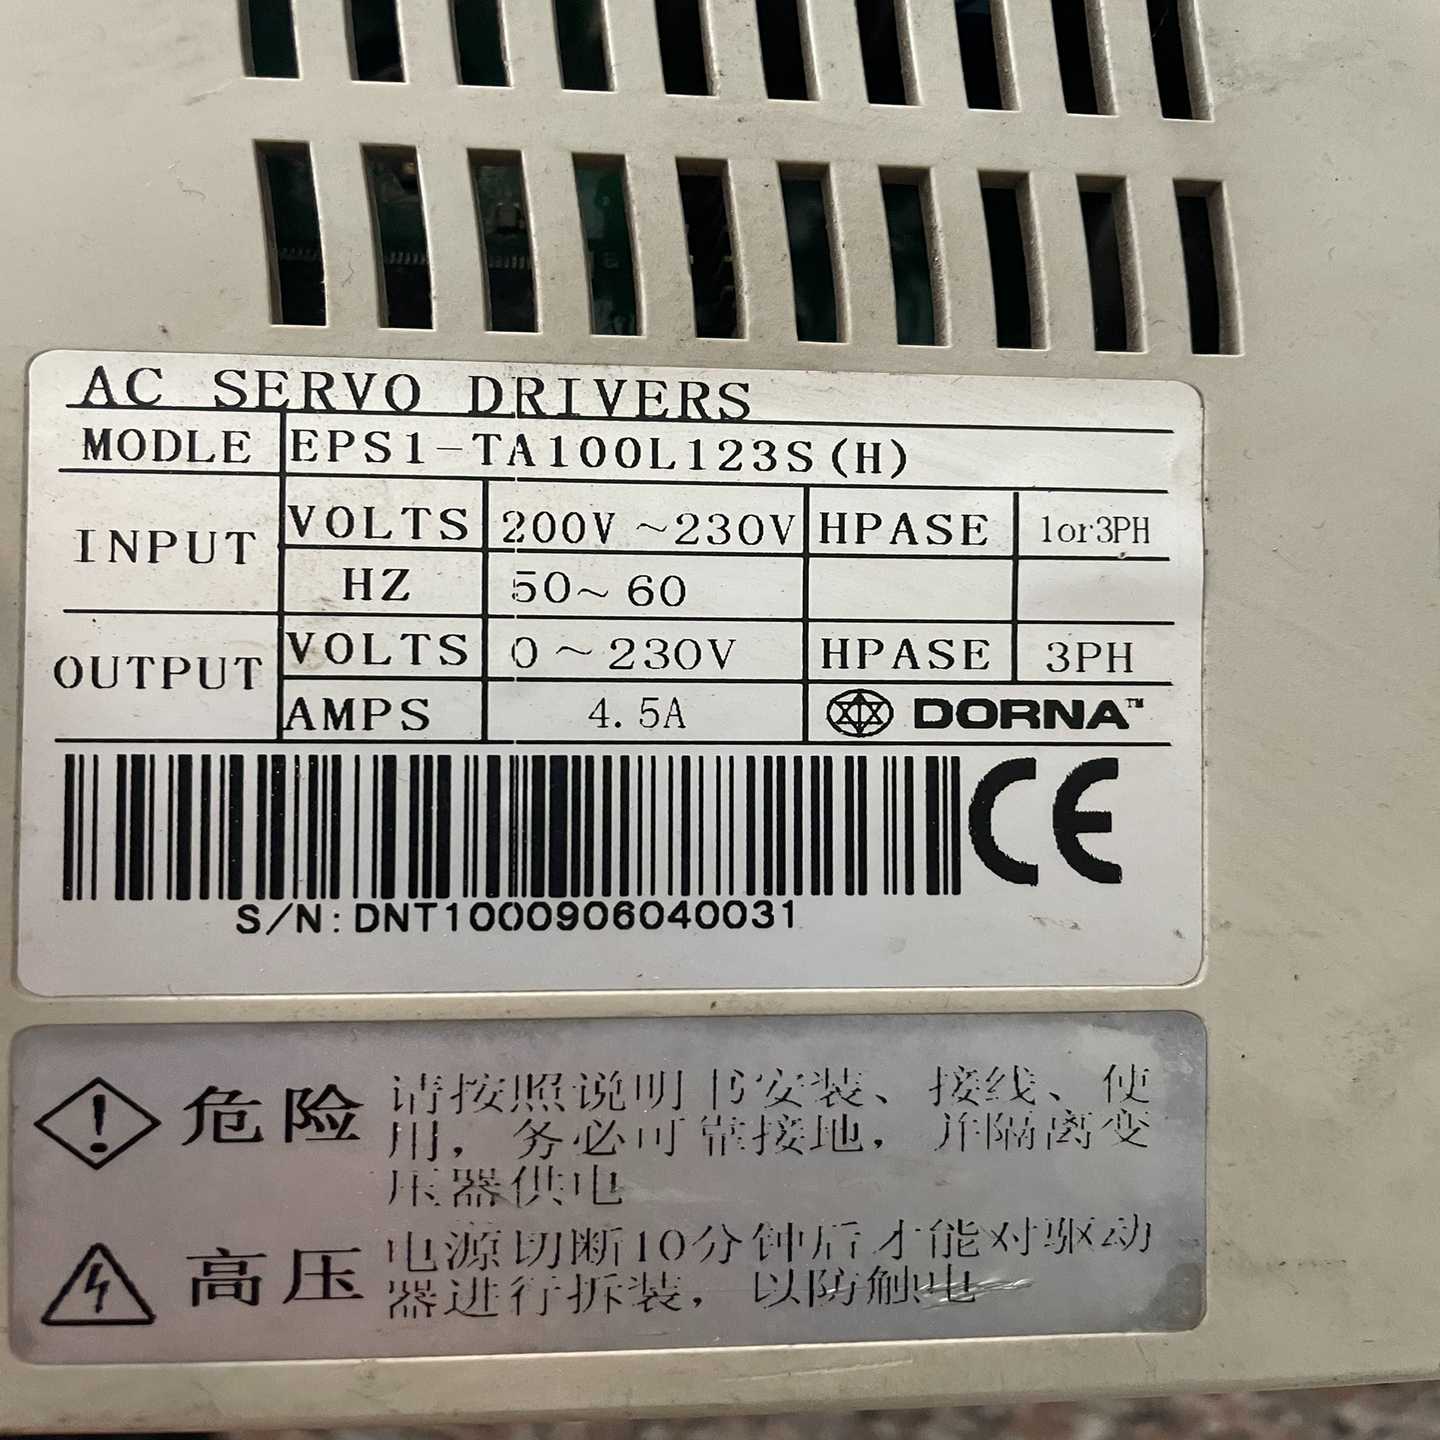 AC SERVO DRIVERS
MODLE EPS1-TA100L123S(H)
INPUT VOLTS 200V ~230V HPASE 1or3PH
HZ 50~ 60
OUTPUT VOLTS 0 ~ 230V HPASE 3PH
AMPS 4.5A DORNA™
CE
S/N: DNT1000906040031
危险 请按照说明书安装、接线、使
用，务必可靠接地，并隔离变
压器供电
高压 电源切断10分钟后才能对驱动
器进行拆装，以防触电